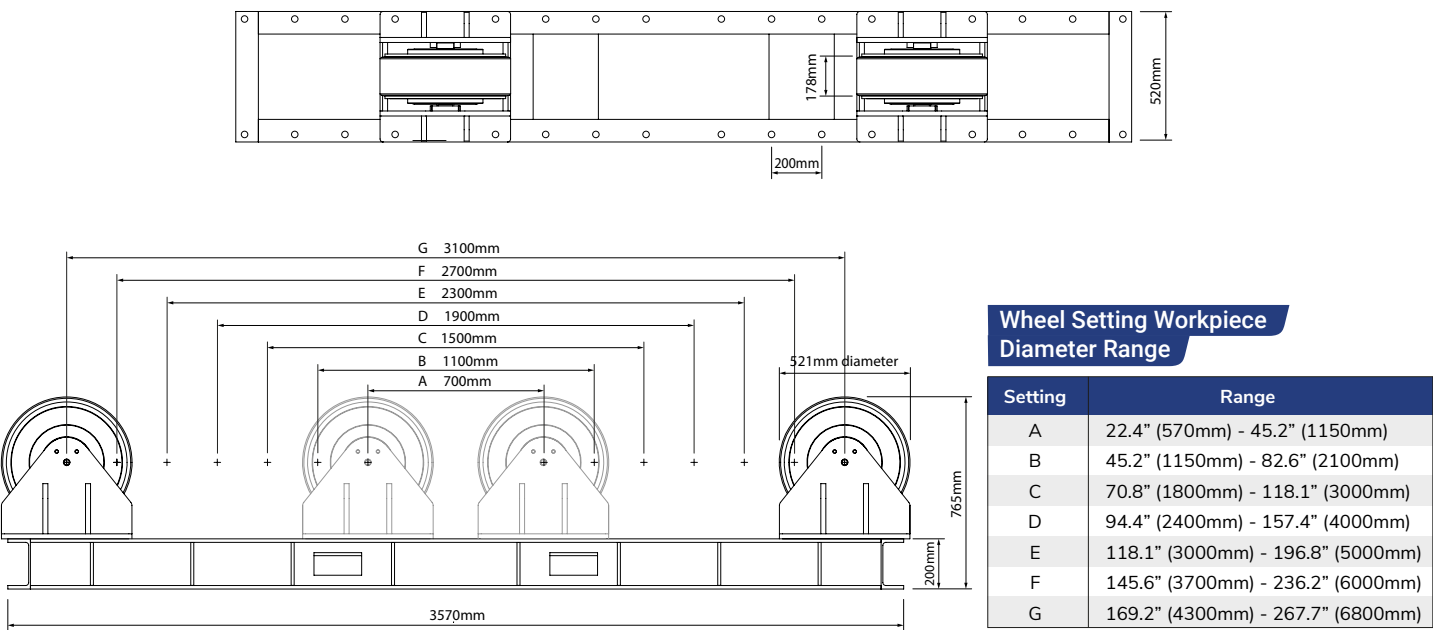 178mm
520mm
200mm
G 3100mm
F 2700mm
E 2300mm
D 1900mm
C 1500mm
B 1100mm
A 700mm
521mm diameter
765mm
200mm
3570mm
Wheel Setting Workpiece
Diameter Range
Setting Range
A 22.4” (570mm) - 45.2” (1150mm)
B 45.2” (1150mm) - 82.6” (2100mm)
C 70.8” (1800mm) - 118.1” (3000mm)
D 94.4” (2400mm) - 157.4” (4000mm)
E 118.1” (3000mm) - 196.8” (5000mm)
F 145.6” (3700mm) - 236.2” (6000mm)
G 169.2” (4300mm) - 267.7” (6800mm)